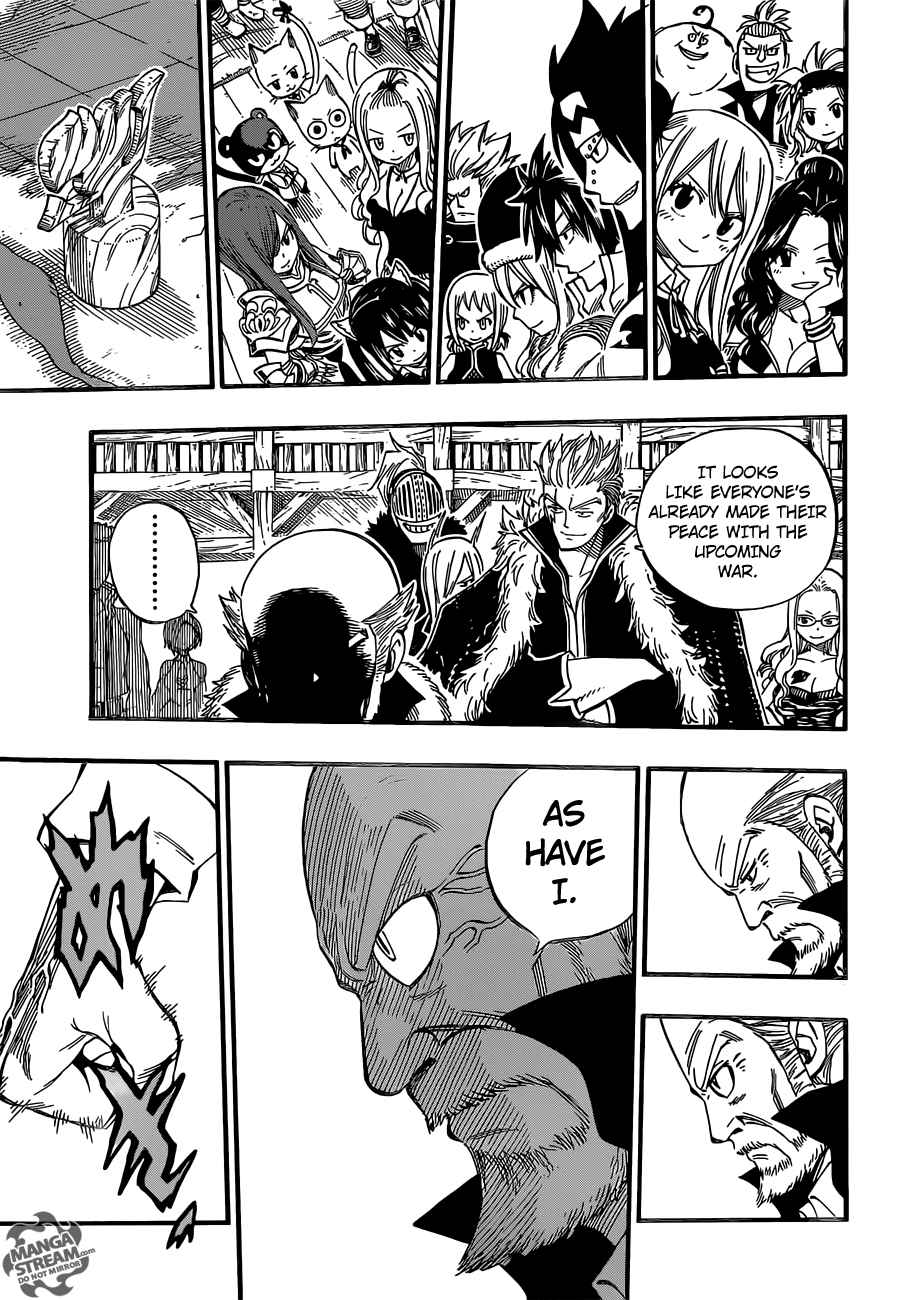 IT LOOKS
LIKE EVERYONE'S
ALREADY MADE THEIR
PEACE WITH THE
UPCOMING
WAR.
.........
AS
HAVE
I.
MANGA
STREAM.com
DO NOT MIRROR!